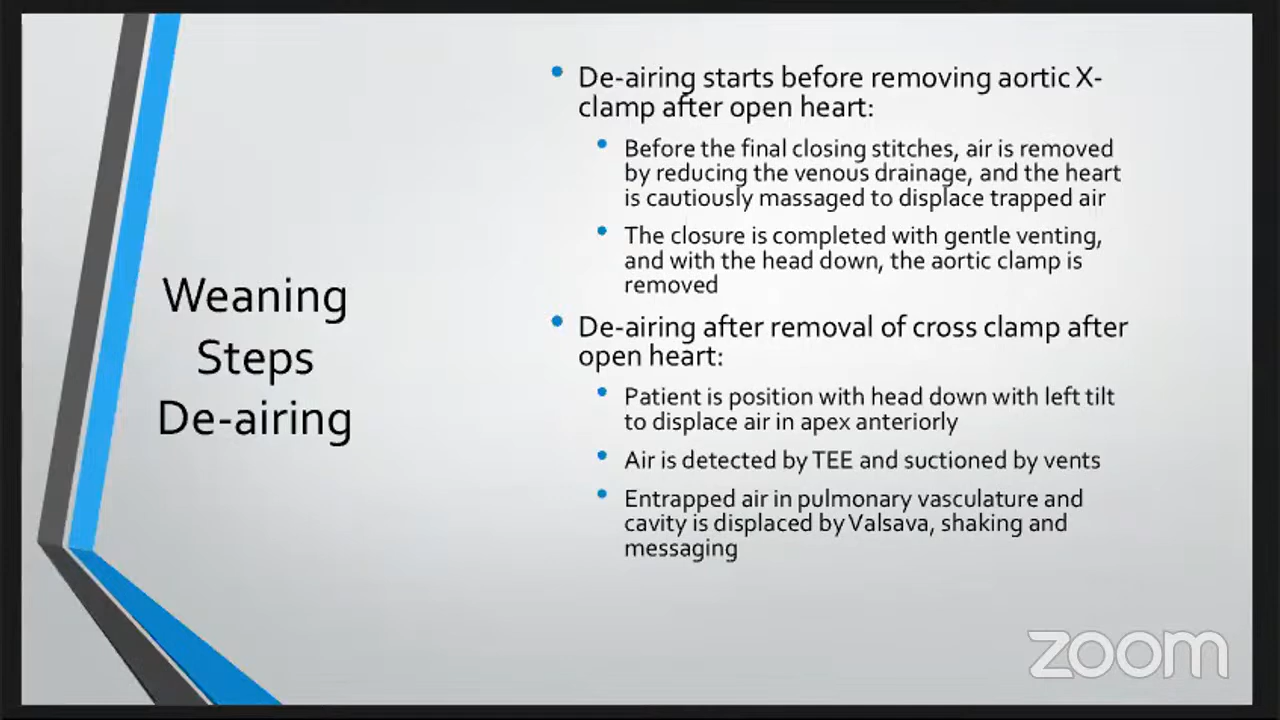 Weaning
Steps
De-airing
De-airing starts before removing aortic X-
clamp after open heart:
Before the final closing stitches, air is removed
by reducing the venous drainage, and the heart
is cautiously massaged to displace trapped air
The closure is completed with gentle venting,
and with the head down, the aortic clamp is
removed
De-airing after removal of cross clamp after
open heart:
Patient is position with head down with left tilt
to displace air in apex anteriorly
Air is detected by TEE and suctioned by vents
Entrapped air in pulmonary vasculature and
cavity is displaced by Valsava, shaking and
messaging
zoom